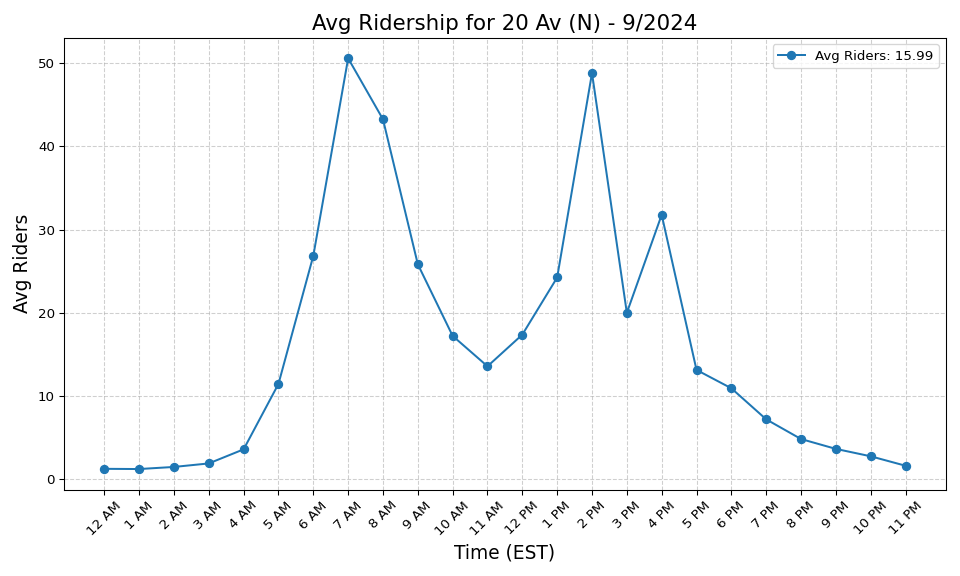 Avg Ridership for 20 Av (N) - 9/2024
Avg Riders: 15.99
Avg Riders
50
40
30
20
10
0
12 AM
1 AM
2 AM
3 AM
4 AM
5 AM
6 AM
7 AM
8 AM
9 AM
10 AM
11 AM
12 PM
1 PM
2 PM
3 PM
4 PM
5 PM
6 PM
7 PM
8 PM
9 PM
10 PM
11 PM
Time (EST)